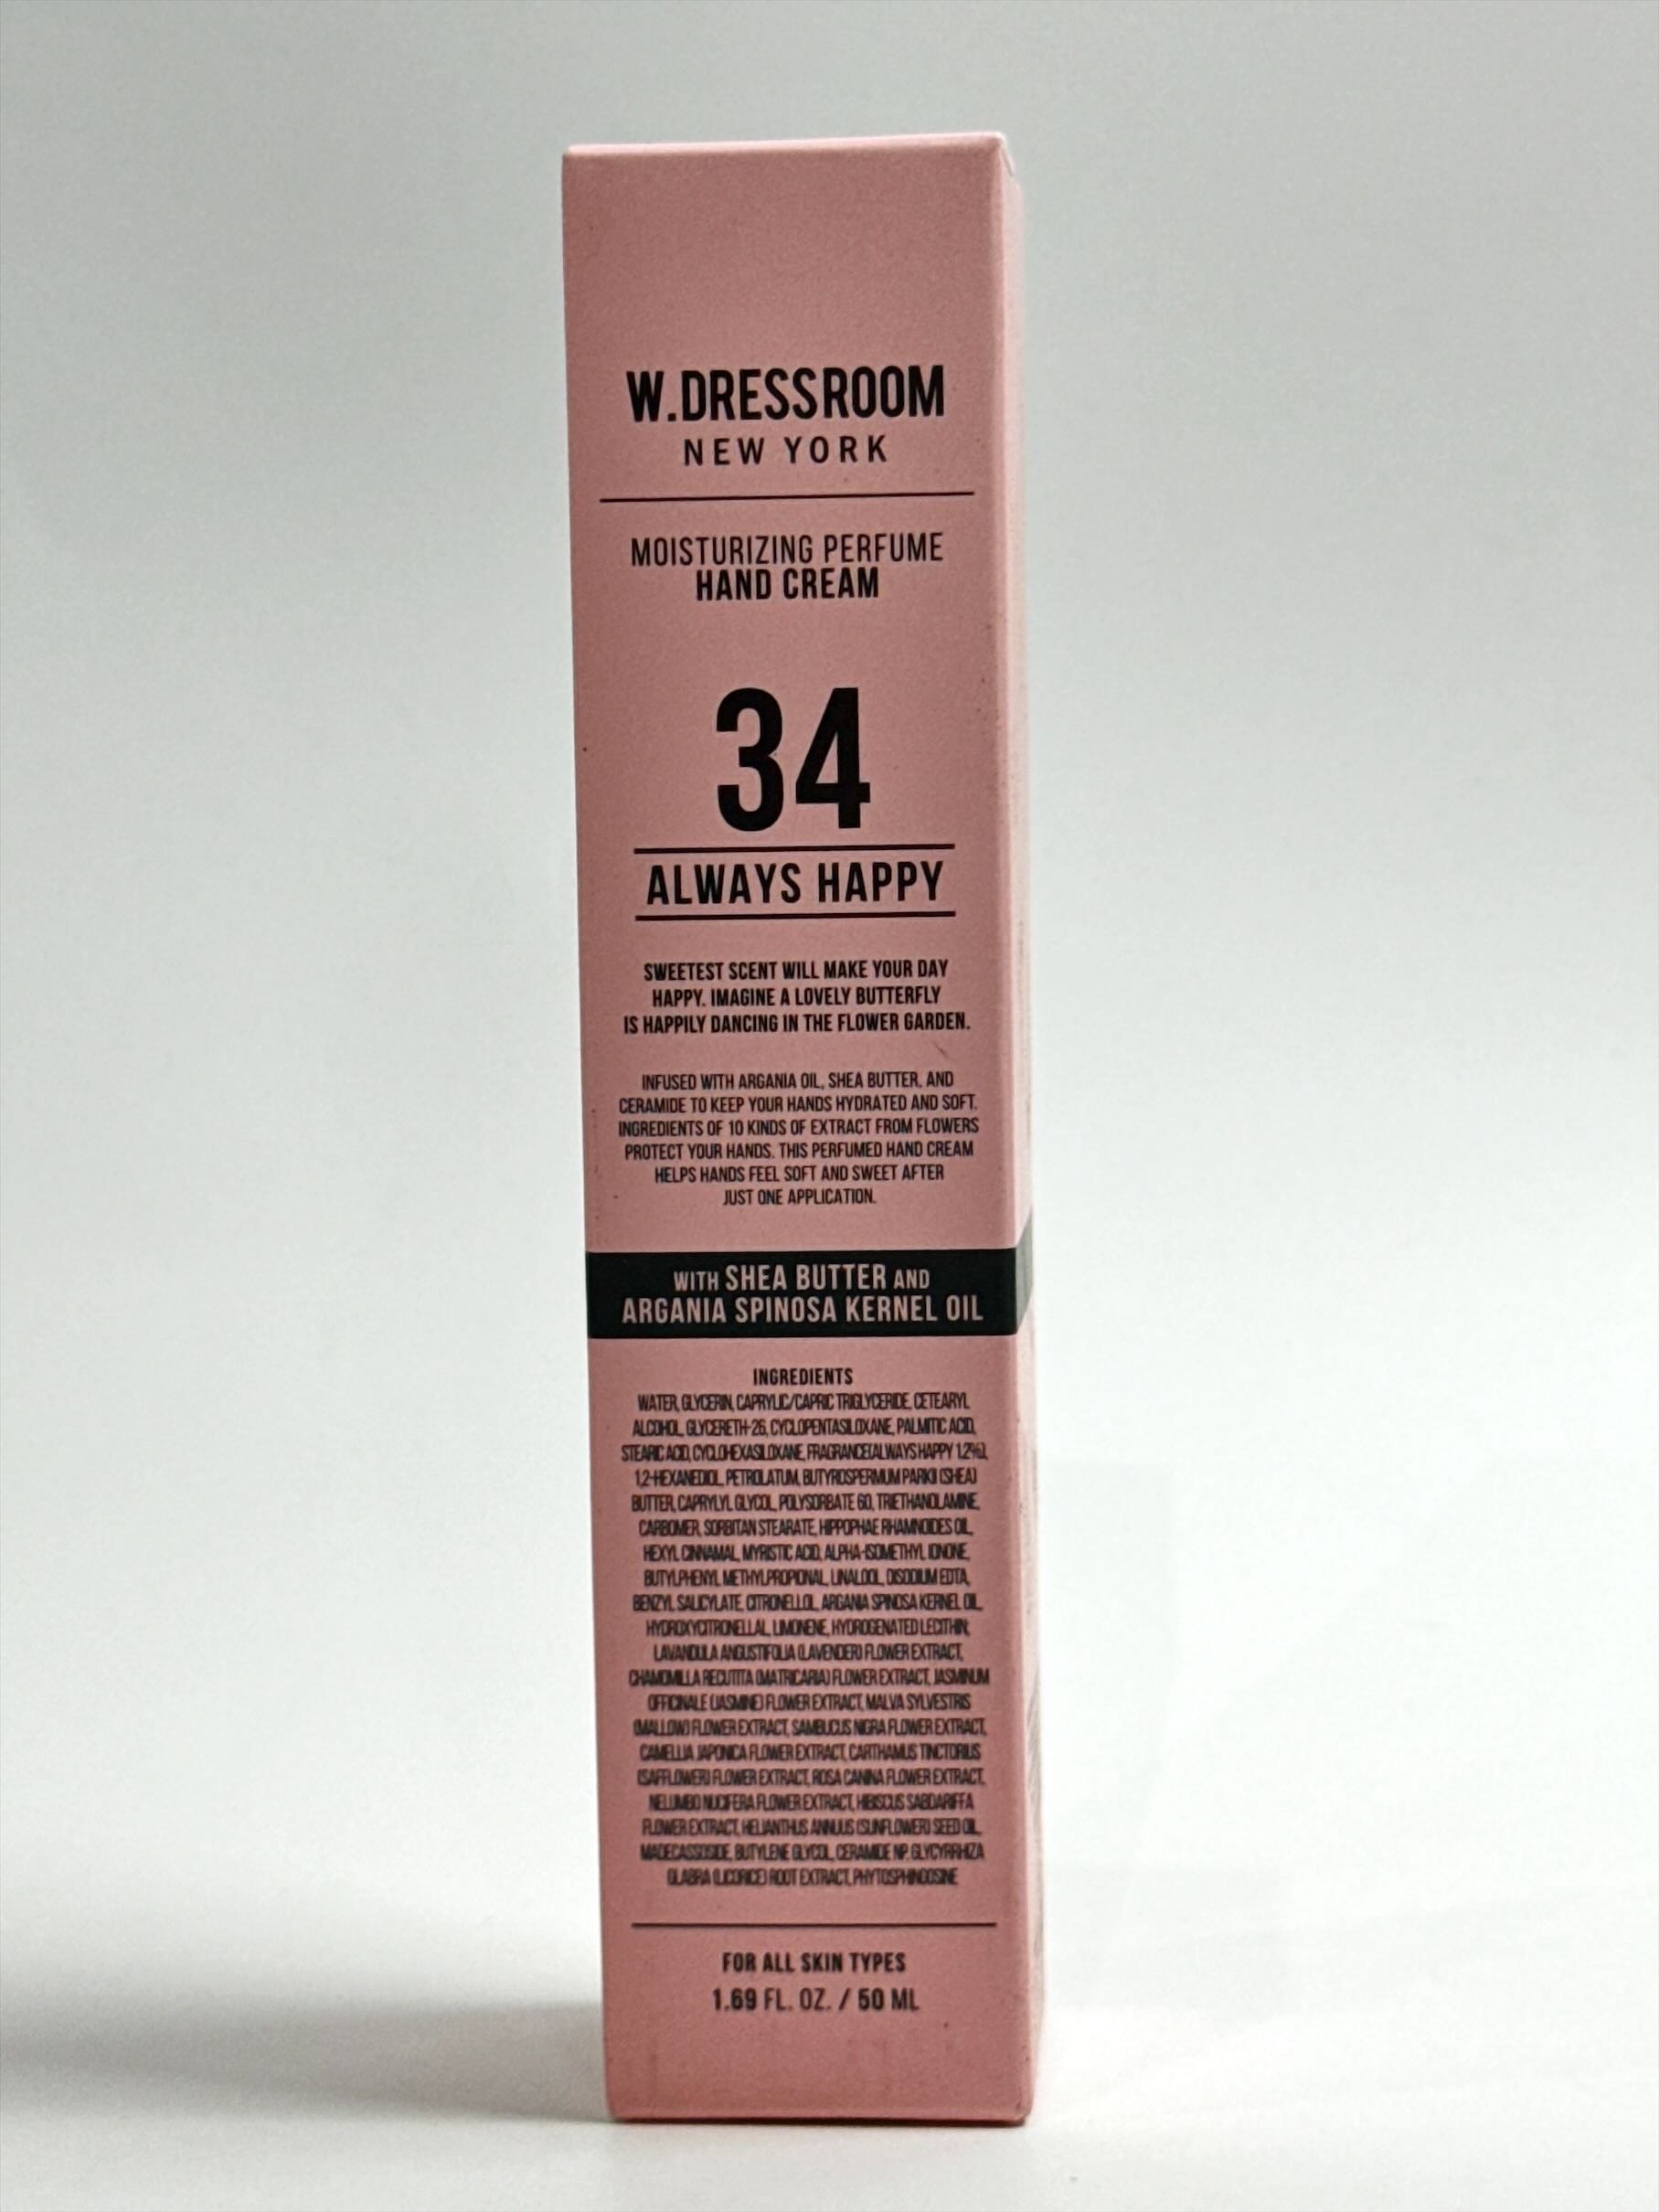 W.DRESSROOM
NEW YORK
MOISTURIZING PERFUME
HAND CREAM
34
ALWAYS HAPPY
SWEETEST SCENT WILL MAKE YOUR DAY
HAPPY. IMAGINE A LOVELY BUTTERFLY
IS HAPPILY DANCING IN THE FLOWER GARDEN.
INFUSED WITH ARGANIA OIL, SHEA BUTTER, AND
CERAMIDE TO KEEP YOUR HANDS HYDRATED AND SOFT.
INGREDIENTS OF 10 KINDS OF EXTRACT FROM FLOWERS
PROTECT YOUR HANDS. THIS PERFUMED HAND CREAM
HELPS HANDS FEEL SOFT AND SWEET AFTER
JUST ONE APPLICATION.
WITH SHEA BUTTER AND
ARGANIA SPINOSA KERNEL OIL
INGREDIENTS
WATER, GLYCERIN, CAPRYLIC/CAPRIC TRIGLYCERIDE, CETEARYL
ALCOHOL, GLYCERETH-26, CYCLOPENTASILOXANE, PALMITIC ACID,
STEARIC ACID, CYCLOHEXASILOXANE, FRAGRANCE(ALWAYS HAPPY 1.2%),
1,2-HEXANEDIOL, PETROLATUM, BUTYROSPERMUM PARKII (SHEA)
BUTTER, CAPRYLYL GLYCOL, POLYSORBATE 60, TRIETHANOLAMINE,
CARBOMER, SORBITAN STEARATE, HIPPOPHAE RHAMNOIDES OIL,
HEXYL CINNAMAL, MYRISTIC ACID, ALPHA-ISOMETHYL IONONE,
BUTYLPHENYL METHYLPROPIONAL, LINALOOL, DISODIUM EDTA,
BENZYL SALICYLATE, CITRONELLOL, ARGANIA SPINOSA KERNEL OIL,
HYDROXYCITRONELLAL, LIMONENE, HYDROGENATED LECITHIN,
LAVANDULA ANGUSTIFOLIA (LAVENDER) FLOWER EXTRACT,
CHAMOMILLA RECUTITA (MATRICARIA) FLOWER EXTRACT, JASMINUM
OFFICINALE (JASMINE) FLOWER EXTRACT, MALVA SYLVESTRIS
(MALLOW) FLOWER EXTRACT, SAMBUCUS NIGRA FLOWER EXTRACT,
CAMELLIA JAPONICA FLOWER EXTRACT, CARTHAMUS TINCTORIUS
(SAFFLOWER) FLOWER EXTRACT, ROSA CANINA FLOWER EXTRACT,
NELUMBO NUCIFERA FLOWER EXTRACT, HIBISCUS SABDARIFFA
FLOWER EXTRACT, HELIANTHUS ANNUUS (SUNFLOWER) SEED OIL,
MADECASSOSIDE, BUTYLENE GLYCOL, CERAMIDE NP, GLYCYRRHIZA
GLABRA (LICORICE) ROOT EXTRACT, PHYTOSPHINGOSINE
FOR ALL SKIN TYPES
1.69 FL. OZ. / 50 ML